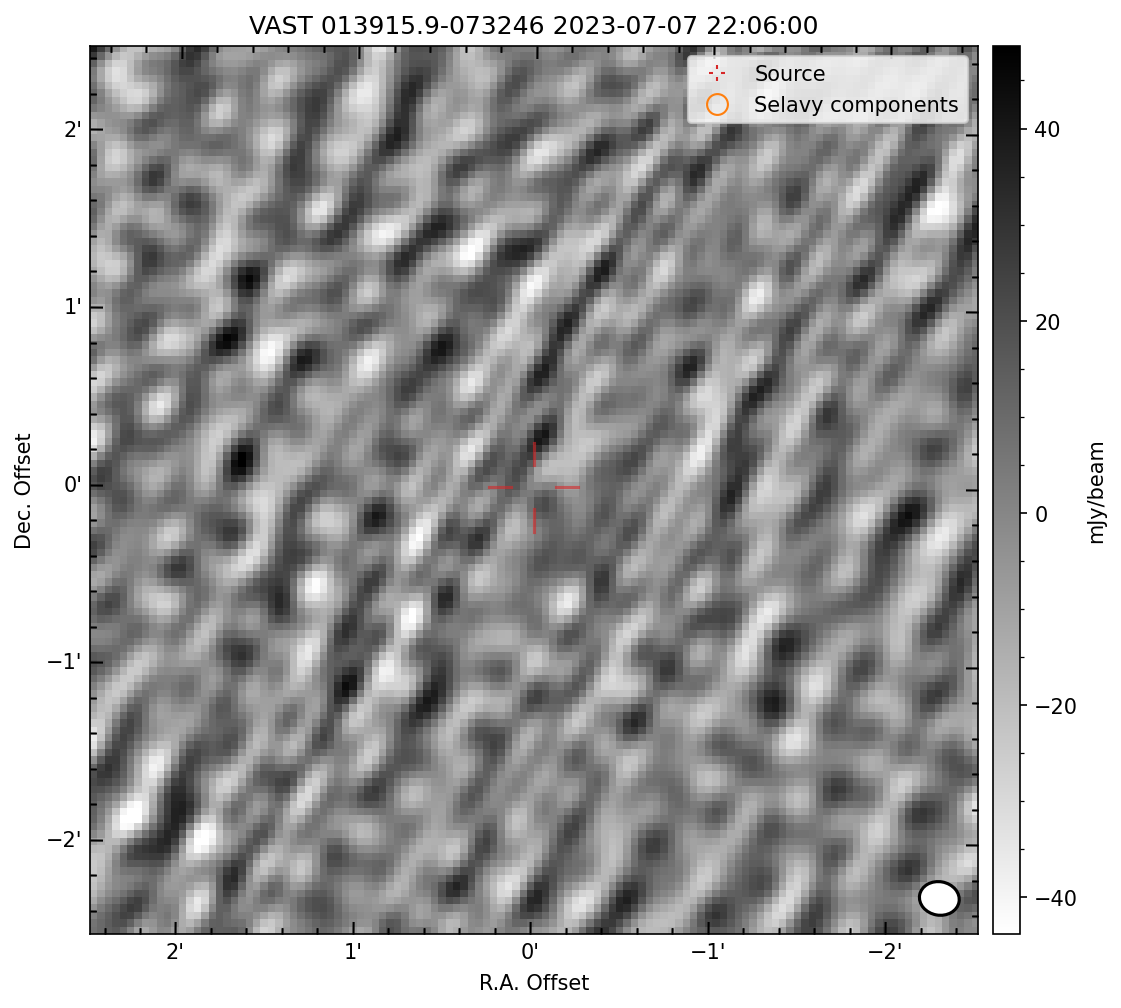 VAST 013915.9-073246 2023-07-07 22:06:00
Source
Selavy components
2'
1'
0'
−1'
−2'
Dec. Offset
2'
1'
0'
−1'
−2'
R.A. Offset
40
20
0
−20
−40
mJy/beam